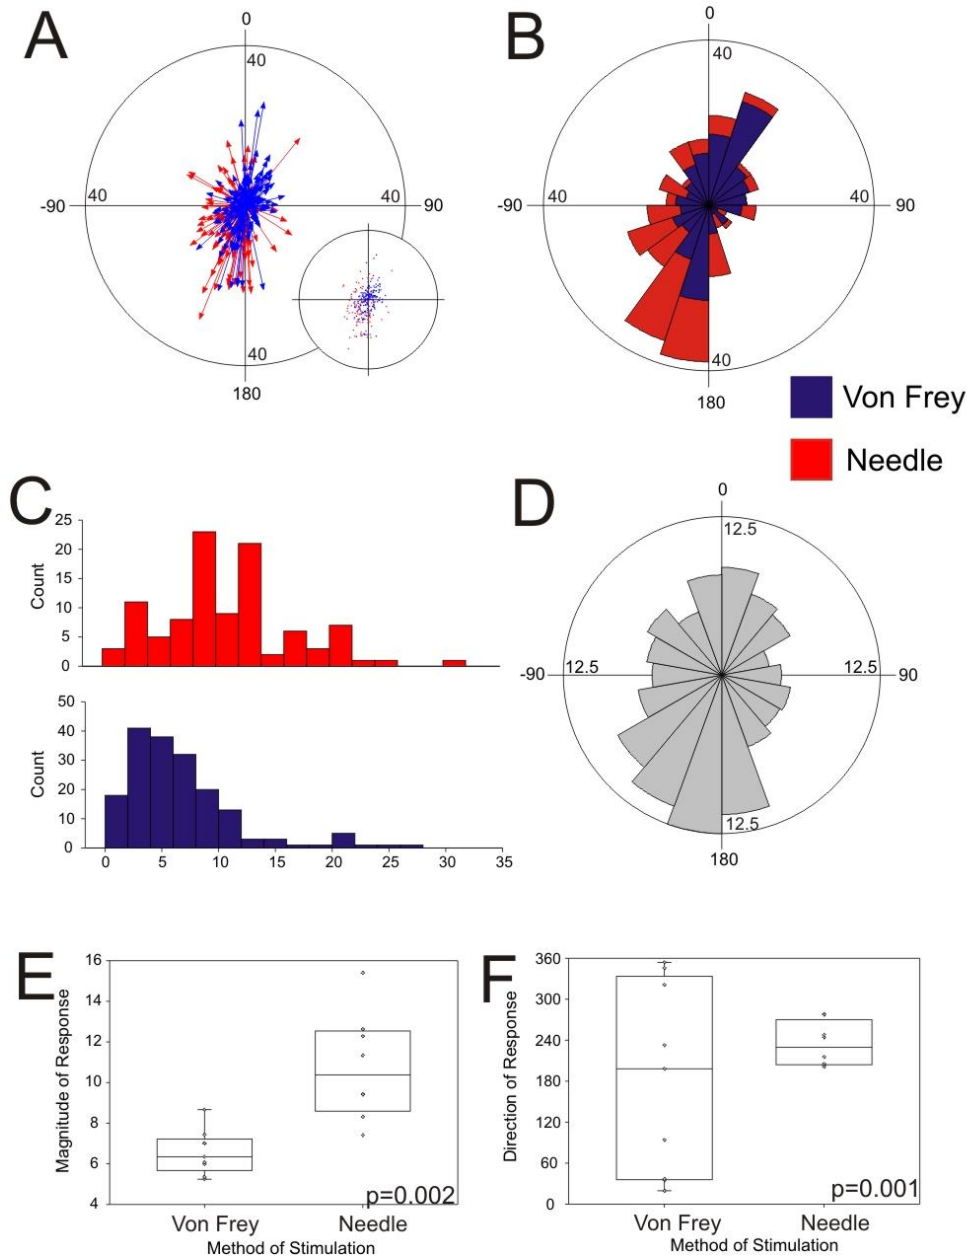 A
0
40
-90
40
40
90
40
180
B
0
40
-90
40
40
90
40
180
Von Frey
Needle
C
Count
25
20
15
10
5
0
Count
50
40
30
20
10
0
0 5 10 15 20 25 30 35
D
0
12.5
-90
12.5
12.5
90
12.5
180
E
Magnitude of Response
16
14
12
10
8
6
4
p=0.002
Von Frey Needle
Method of Stimulation
F
Direction of Response
360
300
240
180
120
60
0
p=0.001
Von Frey Needle
Method of Stimulation